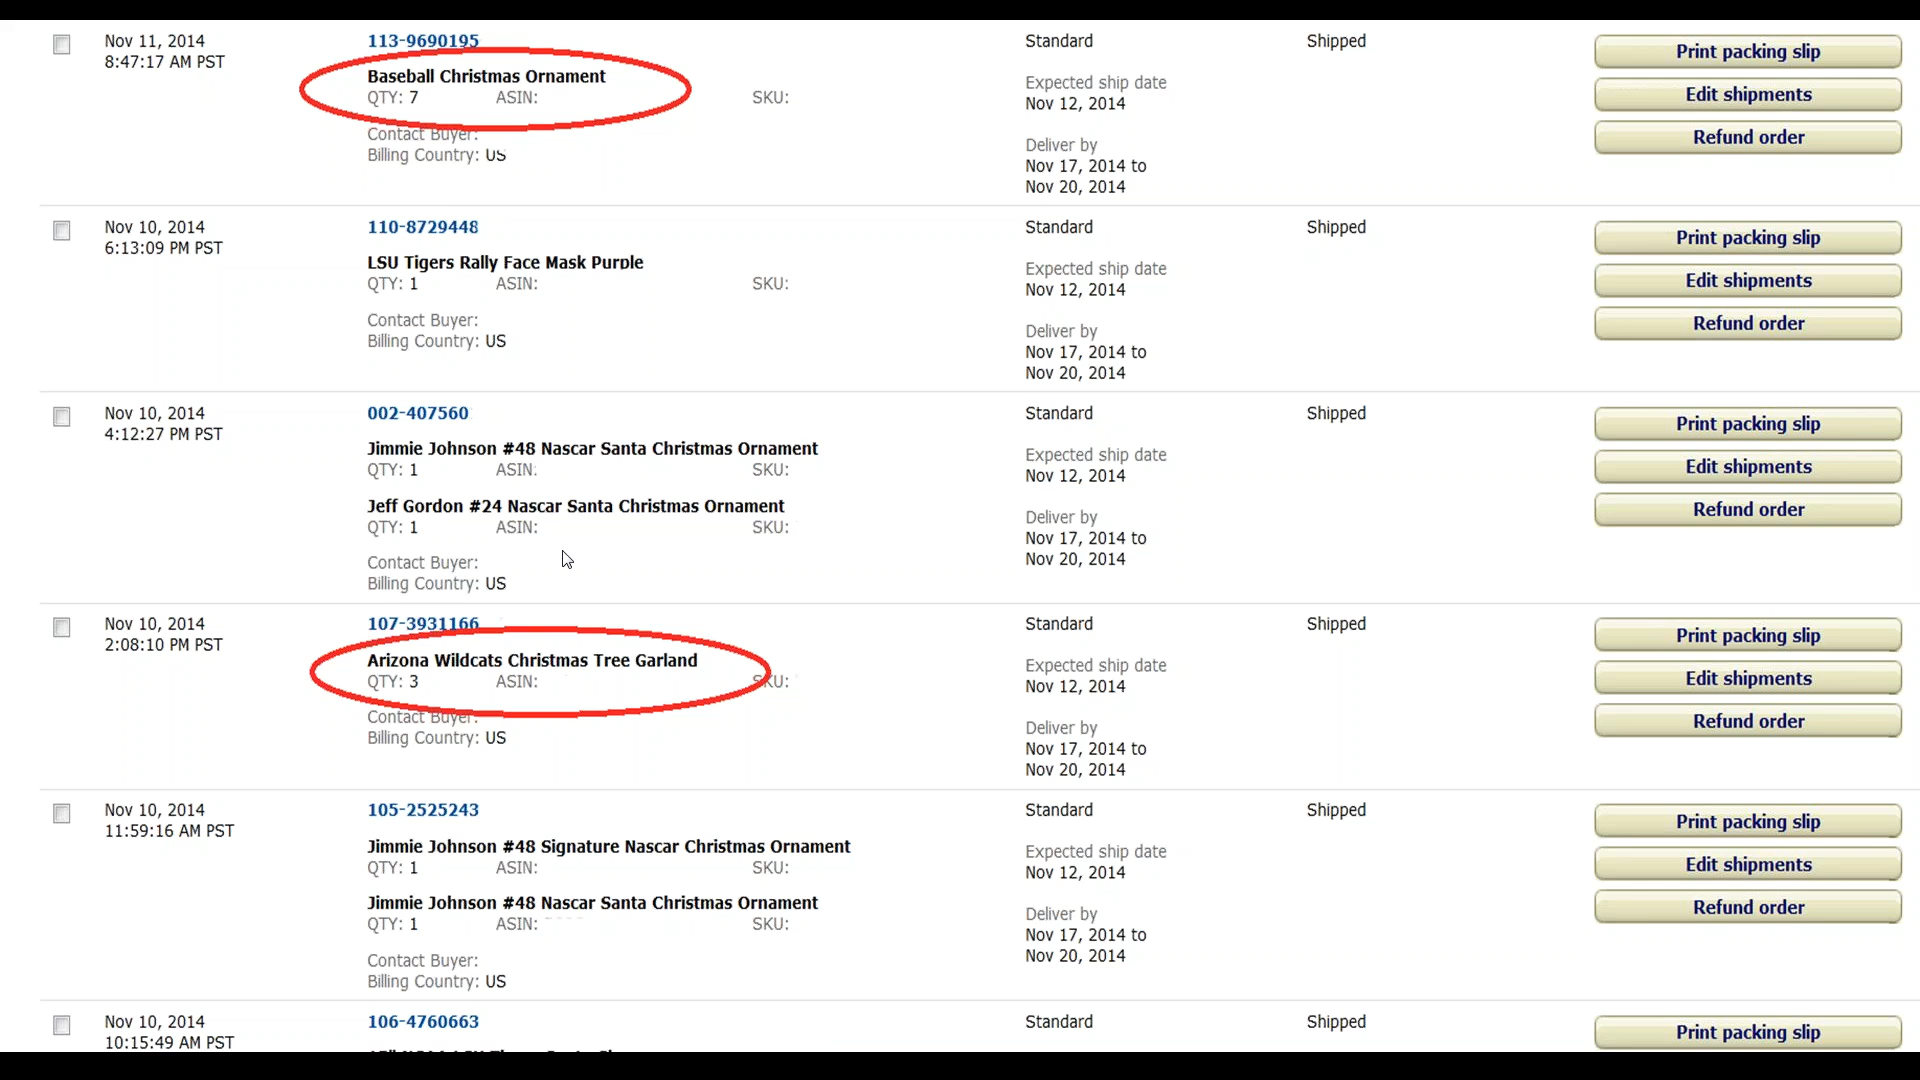 Nov 11, 2014
8:47:17 AM PST
113-9690195
Baseball Christmas Ornament
QTY: 7 ASIN: SKU:
Contact Buyer:
Billing Country: US
Standard
Expected ship date
Nov 12, 2014
Deliver by
Nov 17, 2014 to
Nov 20, 2014
Shipped
Print packing slip
Edit shipments
Refund order
Nov 10, 2014
6:13:09 PM PST
110-8729448
LSU Tigers Rally Face Mask Purple
QTY: 1 ASIN: SKU:
Contact Buyer:
Billing Country: US
Standard
Expected ship date
Nov 12, 2014
Deliver by
Nov 17, 2014 to
Nov 20, 2014
Shipped
Print packing slip
Edit shipments
Refund order
Nov 10, 2014
4:12:27 PM PST
002-407560
Jimmie Johnson #48 Nascar Santa Christmas Ornament
QTY: 1 ASIN: SKU:
Jeff Gordon #24 Nascar Santa Christmas Ornament
QTY: 1 ASIN: SKU:
Contact Buyer:
Billing Country: US
Standard
Expected ship date
Nov 12, 2014
Deliver by
Nov 17, 2014 to
Nov 20, 2014
Shipped
Print packing slip
Edit shipments
Refund order
Nov 10, 2014
2:08:10 PM PST
107-3931166
Arizona Wildcats Christmas Tree Garland
QTY: 3 ASIN: SKU:
Contact Buyer:
Billing Country: US
Standard
Expected ship date
Nov 12, 2014
Deliver by
Nov 17, 2014 to
Nov 20, 2014
Shipped
Print packing slip
Edit shipments
Refund order
Nov 10, 2014
11:59:16 AM PST
105-2525243
Jimmie Johnson #48 Signature Nascar Christmas Ornament
QTY: 1 ASIN: SKU:
Jimmie Johnson #48 Nascar Santa Christmas Ornament
QTY: 1 ASIN: SKU:
Contact Buyer:
Billing Country: US
Standard
Expected ship date
Nov 12, 2014
Deliver by
Nov 17, 2014 to
Nov 20, 2014
Shipped
Print packing slip
Edit shipments
Refund order
Nov 10, 2014
10:15:49 AM PST
106-4760663
Standard
Shipped
Print packing slip